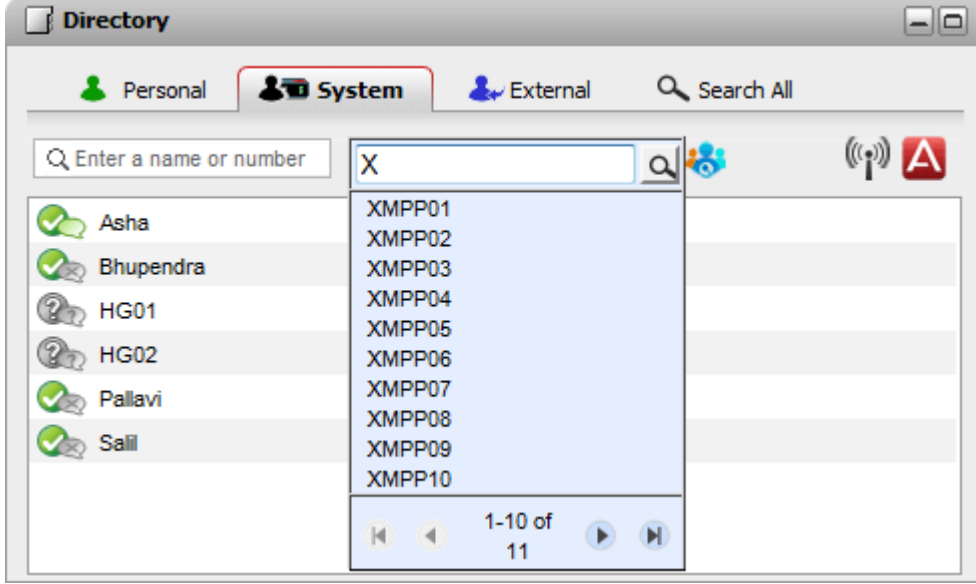 Directory
Personal
System
External
Search All
Enter a name or number
X
Asha
Bhupendra
HG01
HG02
Pallavi
Salil
XMPP01
XMPP02
XMPP03
XMPP04
XMPP05
XMPP06
XMPP07
XMPP08
XMPP09
XMPP10
1-10 of
11